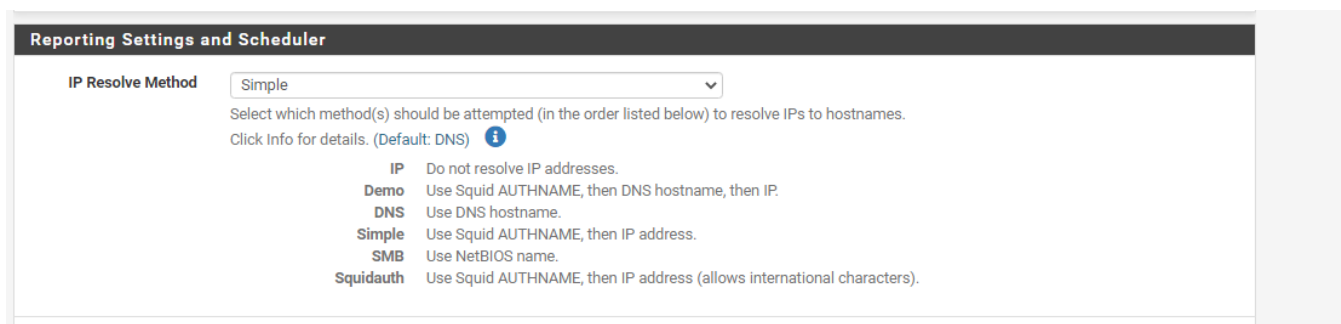 Reporting Settings and Scheduler
IP Resolve Method Simple
Select which method(s) should be attempted (in the order listed below) to resolve IPs to hostnames.
Click Info for details. (Default: DNS) i
IP Do not resolve IP addresses.
Demo Use Squid AUTHNAME, then DNS hostname, then IP.
DNS Use DNS hostname.
Simple Use Squid AUTHNAME, then IP address.
SMB Use NetBIOS name.
Squidauth Use Squid AUTHNAME, then IP address (allows international characters).